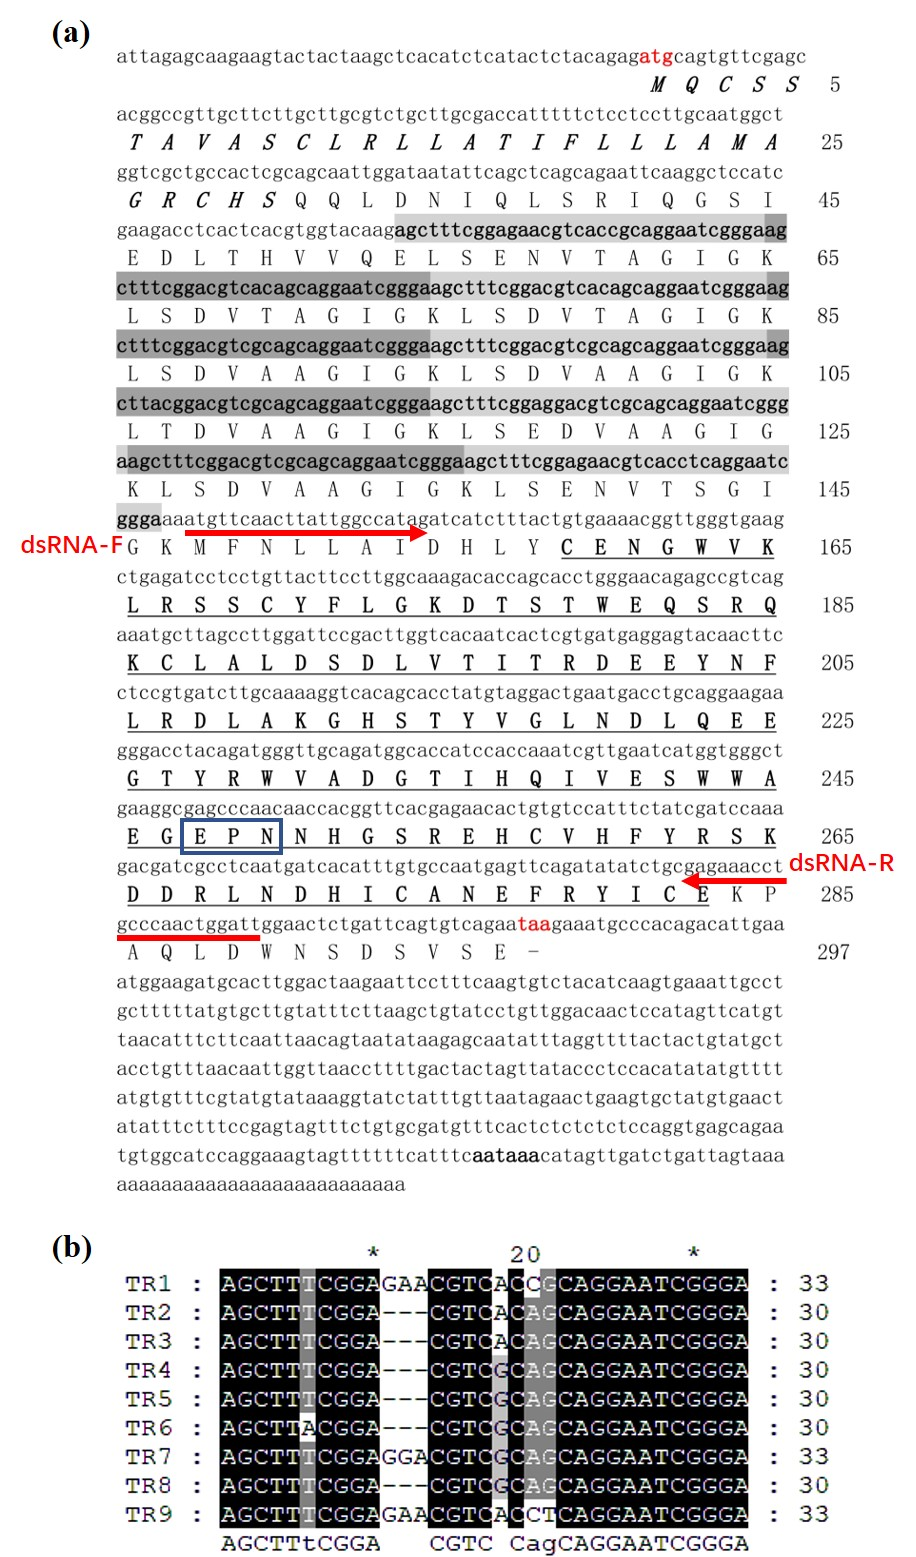 (a)
attagagcaagaagtactactaagctcacatctcatactctacagagatgcagtgttcgagc
M Q C S S 5
acggccgttgcttcttgcttgcgtctgcttgcgaccatttttctcctccttgcaatggct
T A V A S C L R L L A T I F L L L A M A 25
ggtcgctgccactcgcagcaattggataatattcagctcagcagaattcaaggctccatc
G R C H S Q Q L D N I Q L S R I Q G S I 45
gaagacctcactcacgtggtacaagagctttcggagaacgtcaccgcaggaatcgggaag
E D L T H V V Q E L S E N V T A G I G K 65
ctttcggacgtcacagcaggaatcgggaagctttcggacgtcacagcaggaatcgggaag
L S D V T A G I G K L S D V T A G I G K 85
ctttcggacgtcgcagcaggaatcgggaagctttcggacgtcgcagcaggaatcgggaag
L S D V A A G I G K L S D V A A G I G K 105
cttacggacgtcgcagcaggaatcgggaagctttcggaggacgtcgcagcaggaatcggg
L T D V A A G I G K L S E D V A A G I G 125
aagctttcggacgtcgcagcaggaatcgggaagctttcggagaacgtcacctcaggaatc
K L S D V A A G I G K L S E N V T S G I 145
gggaaaatgttcaacttattggccatagatcatctttactgtgaaaacggttgggtgaag
dsRNA-F G K M F N L L A I D H L Y C E N G W V K 165
ctgagatcctcctgttacttccttggcaaagacaccagcacctgggaacagagccgtcag
L R S S C Y F L G K D T S T W E Q S R Q 185
aaatgcttagccttggattccgacttggtcacaatcactcgtgatgaggagtacaacttc
K C L A L D S D L V T I T R D E E Y N F 205
ctccgtgatcttgcaaaaggtcacagcacctatgtaggactgaatgacctgcaggaagaa
L R D L A K G H S T Y V G L N D L Q E E 225
gggacctacagatgggttgcagatggcaccatccaccaaatcgttgaatcatggtgggct
G T Y R W V A D G T I H Q I V E S W W A 245
gaaggcgagcccaacaaccacggttcacgagaacactgtgtccatttctatcgatccaaa
E G E P N N H G S R E H C V H F Y R S K 265
gacgatcgcctcaatgatcacatttgtgccaatgagttcagatatatctgcgagaaacct dsRNA-R
D D R L N D H I C A N E F R Y I C E K P 285
gcccaactggattggaactctgattcagtgtcagaataagaaatgcccacagacattgaa
A Q L D W N S D S V S E - 297
atggaagatgcacttggactaagaattcctttcaagtgtctacatcaagtgaaattgcct
gctttttatgtgcttgtatttcttaagctgtatcctgttggacaactccatagttcatgt
taacatttcttcaattaacagtaatataagagcaatatttaggttttactactgtatgct
acctgtttaacaattggttaaccttttgactactagttataccctccacatatatgtttt
atgtgtttcgtatgtataaaggtatctatttgttaatagaactgaagtgctatgtgaact
atatttctttccgagtagtttctgtgcgatgtttcactctctctctccaggtgagcagaa
tgtggcatccaggaaagtagttttttcatttcaataaacatagttgatctgattagtaaa
aaaaaaaaaaaaaaaaaaaaaaaaaa
(b)
* 20 *
TR1 : AGCTTTCGGAGAACGTCACCGCAGGAATCGGGA : 33
TR2 : AGCTTTCGGA---CGTCACAGCAGGAATCGGGA : 30
TR3 : AGCTTTCGGA---CGTCACAGCAGGAATCGGGA : 30
TR4 : AGCTTTCGGA---CGTCGCAGCAGGAATCGGGA : 30
TR5 : AGCTTTCGGA---CGTCGCAGCAGGAATCGGGA : 30
TR6 : AGCTTACGGA---CGTCGCAGCAGGAATCGGGA : 30
TR7 : AGCTTTCGGAGGACGTCGCAGCAGGAATCGGGA : 33
TR8 : AGCTTTCGGA---CGTCGCAGCAGGAATCGGGA : 30
TR9 : AGCTTTCGGAGAACGTCACCTCAGGAATCGGGA : 33
AGCTTtCGGA CGTC CagCAGGAATCGGGA